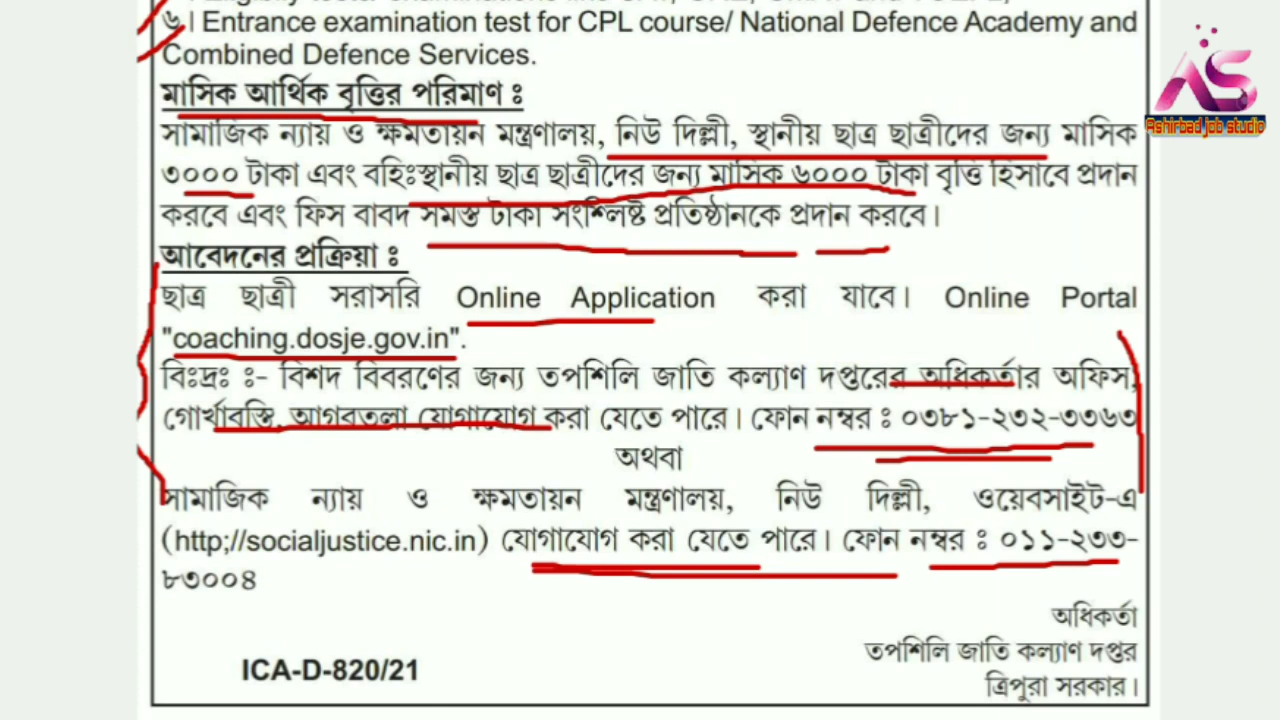 ৬। Entrance examination test for CPL course/ National Defence Academy and
Combined Defence Services.
মাসিক আর্থিক বৃত্তির পরিমাণ ঃ
সামাজিক ন্যায় ও ক্ষমতায়ন মন্ত্রণালয়, নিউ দিল্লী, স্থানীয় ছাত্র ছাত্রীদের জন্য মাসিক
৩০০০ টাকা এবং বহিঃস্থানীয় ছাত্র ছাত্রীদের জন্য মাসিক ৬০০০ টাকা বৃত্তি হিসাবে প্রদান
করবে এবং ফিস বাবদ সমস্ত টাকা সংশ্লিষ্ট প্রতিষ্ঠানকে প্রদান করবে।
আবেদনের প্রক্রিয়া ঃ
ছাত্র ছাত্রী সরাসরি Online Application করা যাবে। Online Portal
"coaching.dosje.gov.in".
বিঃদ্রঃ ঃ- বিশদ বিবরণের জন্য তপশিলি জাতি কল্যাণ দপ্তরের অধিকর্তার অফিস,
গোর্খাবস্তি, আগরতলা যোগাযোগ করা যেতে পারে। ফোন নম্বর ঃ ০৩৮১-২৩২-৩৩৬৩
অথবা
সামাজিক ন্যায় ও ক্ষমতায়ন মন্ত্রণালয়, নিউ দিল্লী, ওয়েবসাইট-এ
(http;//socialjustice.nic.in) যোগাযোগ করা যেতে পারে। ফোন নম্বর ঃ ০১১-২৩৩-
৮৩০০৪
অধিকর্তা
তপশিলি জাতি কল্যাণ দপ্তর
ICA-D-820/21
ত্রিপুরা সরকার।
AS
Ashirbad job studio